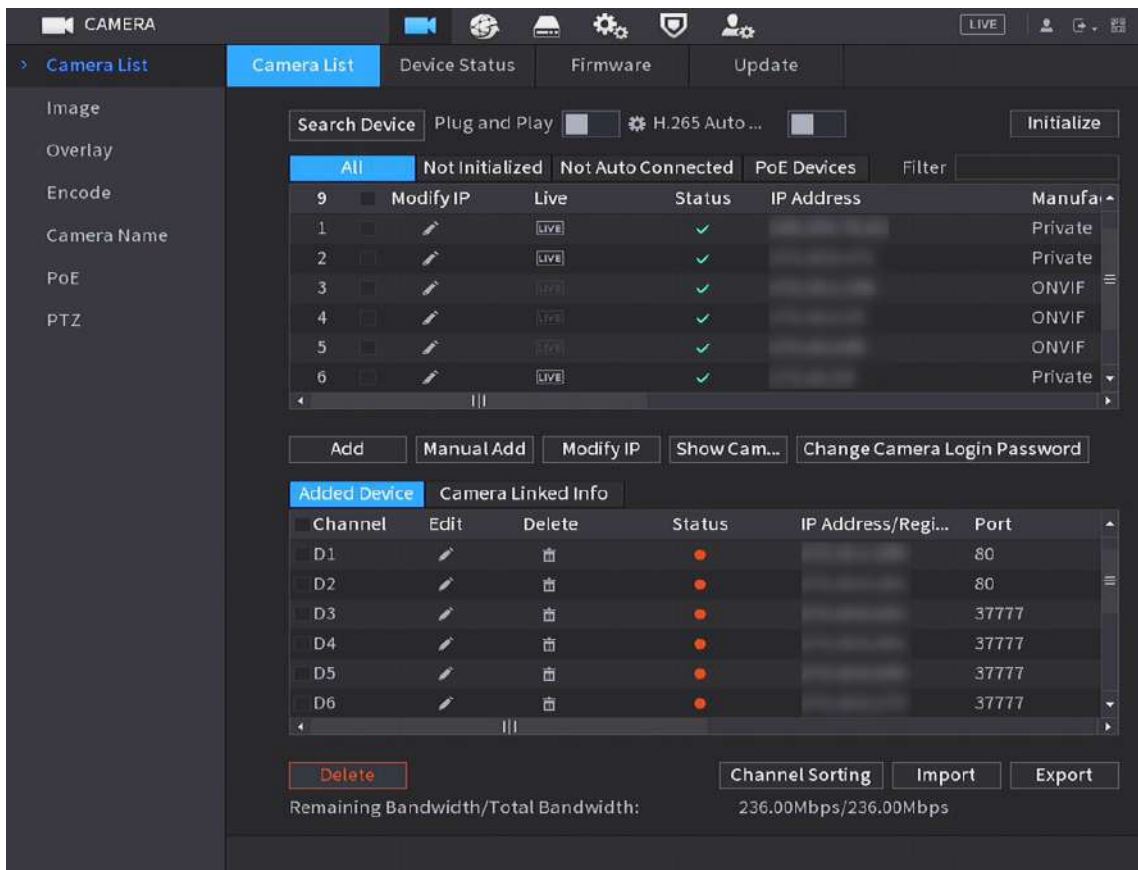 CAMERA LIVE
Camera List Camera List Device Status Firmware Update
Image
Overlay
Encode
Camera Name
PoE
PTZ
Search Device Plug and Play H.265 Auto ... Initialize
All Not Initialized Not Auto Connected PoE Devices Filter
9 Modify IP Live Status IP Address Manufa
1 LIVE Private
2 LIVE Private
3 LIVE ONVIF
4 LIVE ONVIF
5 LIVE ONVIF
6 LIVE Private
Add Manual Add Modify IP Show Cam... Change Camera Login Password
Added Device Camera Linked Info
Channel Edit Delete Status IP Address/Regi... Port
D1 80
D2 80
D3 37777
D4 37777
D5 37777
D6 37777
Delete Channel Sorting Import Export
Remaining Bandwidth/Total Bandwidth: 236.00Mbps/236.00Mbps